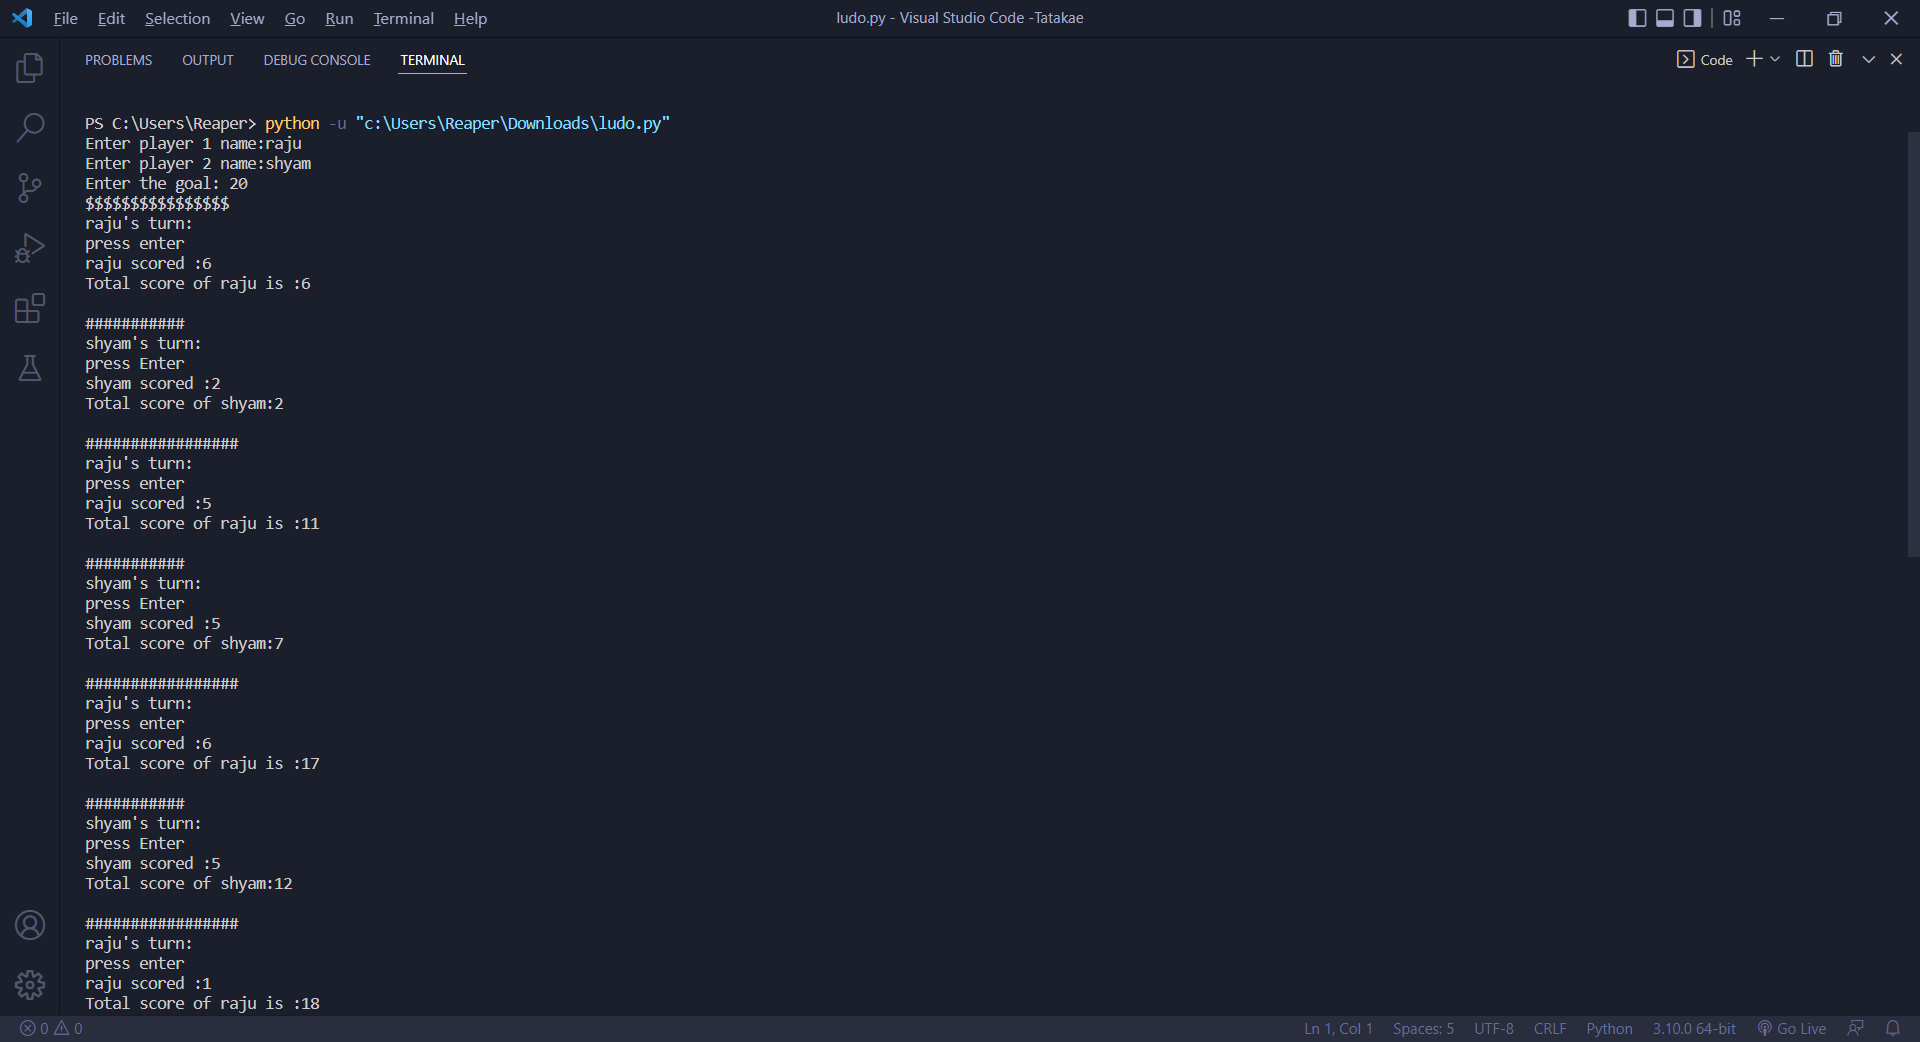 File Edit Selection View Go Run Terminal Help ludo.py - Visual Studio Code -Tatakae
PROBLEMS OUTPUT DEBUG CONSOLE TERMINAL Code
PS C:\Users\Reaper> python -u "c:\Users\Reaper\Downloads\ludo.py"
Enter player 1 name:raju
Enter player 2 name:shyam
Enter the goal: 20
$$$$$$$$$$$$$$$$
raju's turn:
press enter
raju scored :6
Total score of raju is :6
###########
shyam's turn:
press Enter
shyam scored :2
Total score of shyam:2
#################
raju's turn:
press enter
raju scored :5
Total score of raju is :11
###########
shyam's turn:
press Enter
shyam scored :5
Total score of shyam:7
#################
raju's turn:
press enter
raju scored :6
Total score of raju is :17
###########
shyam's turn:
press Enter
shyam scored :5
Total score of shyam:12
#################
raju's turn:
press enter
raju scored :1
Total score of raju is :18
0 0 Ln 1, Col 1 Spaces: 5 UTF-8 CRLF Python 3.10.0 64-bit Go Live